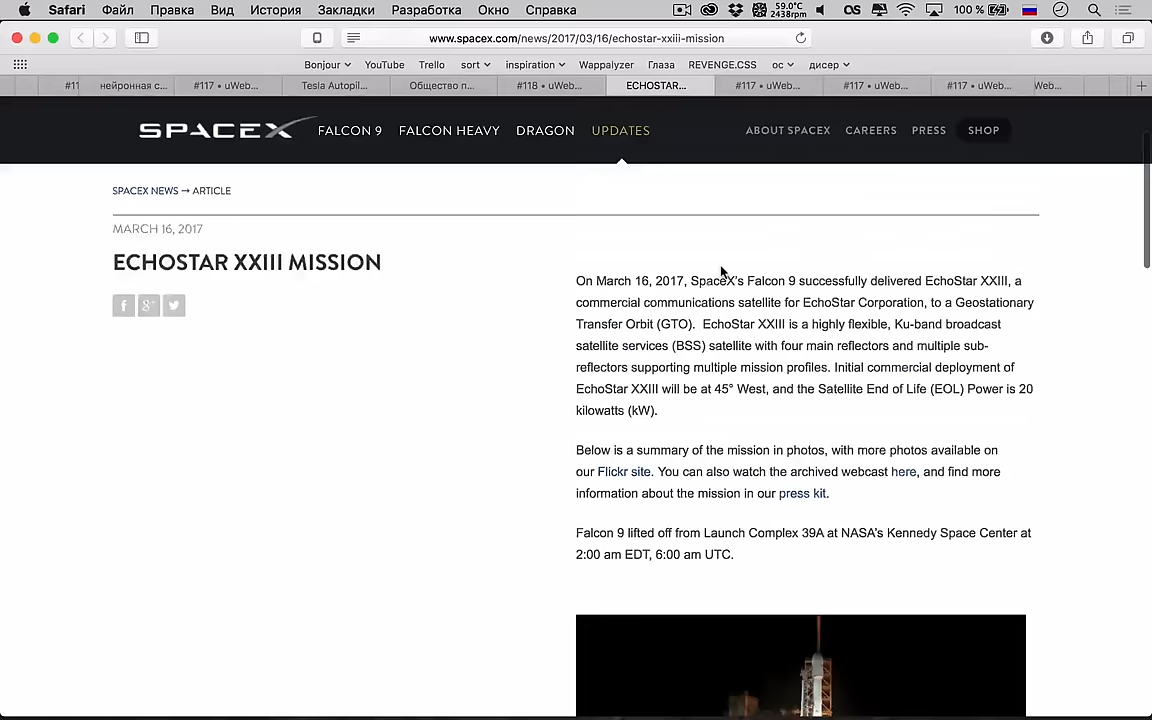 Safari Файл Правка Вид История Закладки Разработка Окно Справка 59.0°C 2438rpm 100 %
www.spacex.com/news/2017/03/16/echostar-xxiii-mission
Bonjour YouTube Trello sort inspiration Wappalyzer Глаза REVENGE.CSS ос дисер
#11 нейронная с... #117 • uWeb... Tesla Autopil... Общество п... #118 • uWeb... ECHOSTAR... #117 • uWeb... #117 • uWeb... #117 • uWeb... Web...
SPACEX FALCON 9 FALCON HEAVY DRAGON UPDATES ABOUT SPACEX CAREERS PRESS SHOP
SPACEX NEWS → ARTICLE
MARCH 16, 2017
ECHOSTAR XXIII MISSION
f g+
On March 16, 2017, SpaceX's Falcon 9 successfully delivered EchoStar XXIII, a
commercial communications satellite for EchoStar Corporation, to a Geostationary
Transfer Orbit (GTO). EchoStar XXIII is a highly flexible, Ku-band broadcast
satellite services (BSS) satellite with four main reflectors and multiple sub-
reflectors supporting multiple mission profiles. Initial commercial deployment of
EchoStar XXIII will be at 45° West, and the Satellite End of Life (EOL) Power is 20
kilowatts (kW).
Below is a summary of the mission in photos, with more photos available on
our Flickr site. You can also watch the archived webcast here, and find more
information about the mission in our press kit.
Falcon 9 lifted off from Launch Complex 39A at NASA's Kennedy Space Center at
2:00 am EDT, 6:00 am UTC.